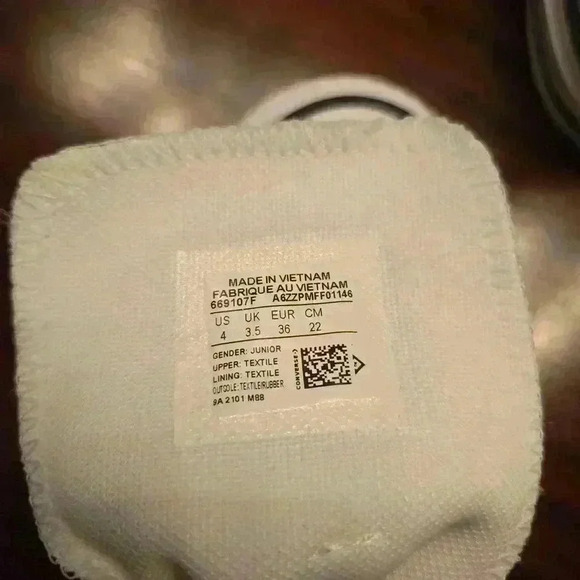 MADE IN VIETNAM
FABRIQUE AU VIETNAM
669107F A6ZZPMFF01146
US UK EUR CM
4 3.5 36 22
GENDER: JUNIOR
UPPER: TEXTILE
LINING: TEXTILE
OUTSOLE: TEXTILE/RUBBER
9A 2101 M88
CONVERSE